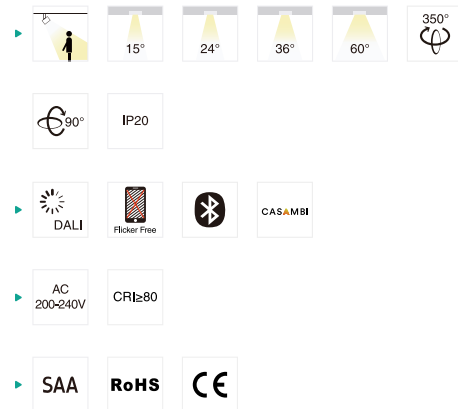 15°
24°
36°
60°
350°
90°
IP20
DALI
Flicker Free
CASAMBI
AC
200-240V
CRI≥80
SAA
RoHS
CE